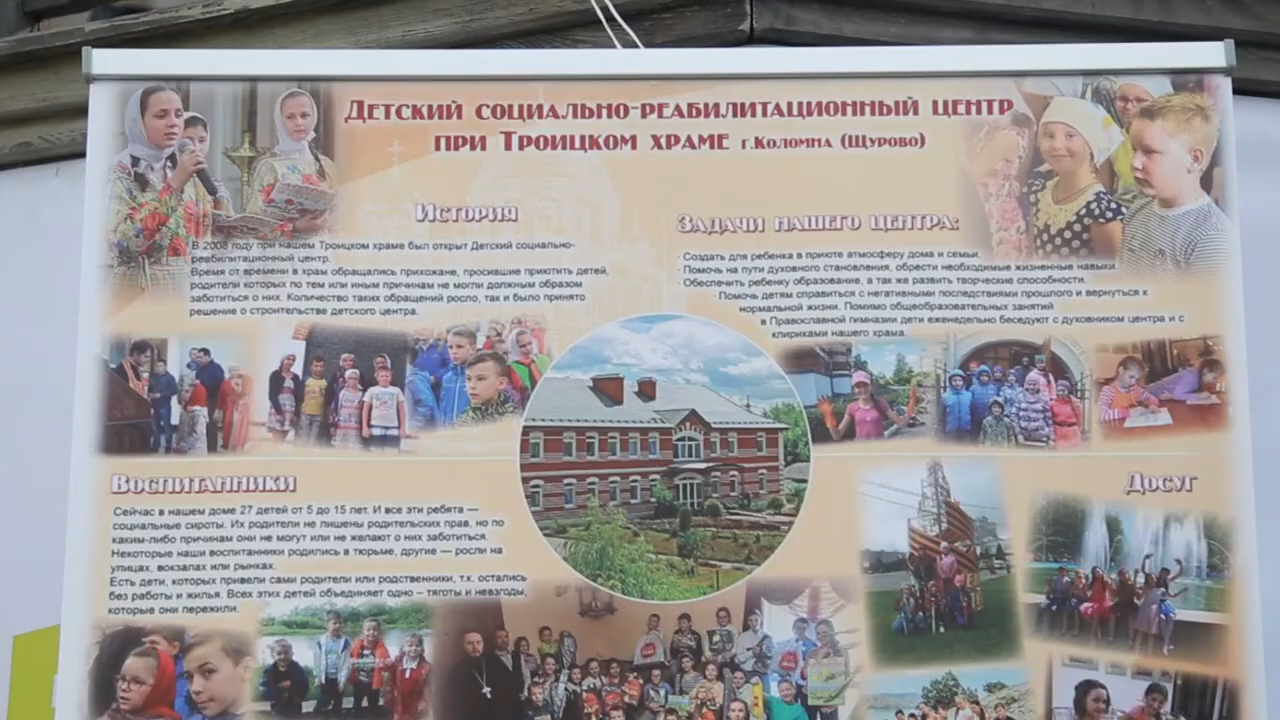 Детский социально-реабилитационный центр
при Троицком храме г.Коломна (Щурово)
История
В 2008 году при нашем Троицком храме был открыт Детский социально-
реабилитационный центр.
Время от времени в храм обращались прихожане, просившие приютить детей,
родители которых по тем или иным причинам не могли должным образом
заботиться о них. Количество таких обращений росло, так и было принято
решение о строительстве детского центра.
Задачи нашего центра:
- Создать для ребенка в приюте атмосферу дома и семьи.
- Помочь на пути духовного становления, обрести необходимые жизненные навыки.
- Обеспечить ребенку образование, а так же развить творческие способности.
- Помочь детям справиться с негативными последствиями прошлого и вернуться к
нормальной жизни. Помимо общеобразовательных занятий
в Православной гимназии дети еженедельно беседуют с духовником центра и с
клириками нашего храма.
Воспитанники
Сейчас в нашем доме 27 детей от 5 до 15 лет. И все эти ребята —
социальные сироты. Их родители не лишены родительских прав, но по
каким-либо причинам они не могут или не желают о них заботиться.
Некоторые наши воспитанники родились в тюрьме, другие — росли на
улицах, вокзалах или рынках.
Есть дети, которых привели сами родители или родственники, т.к. остались
без работы и жилья. Всех этих детей объединяет одно – тяготы и невзгоды,
которые они пережили.
Досуг